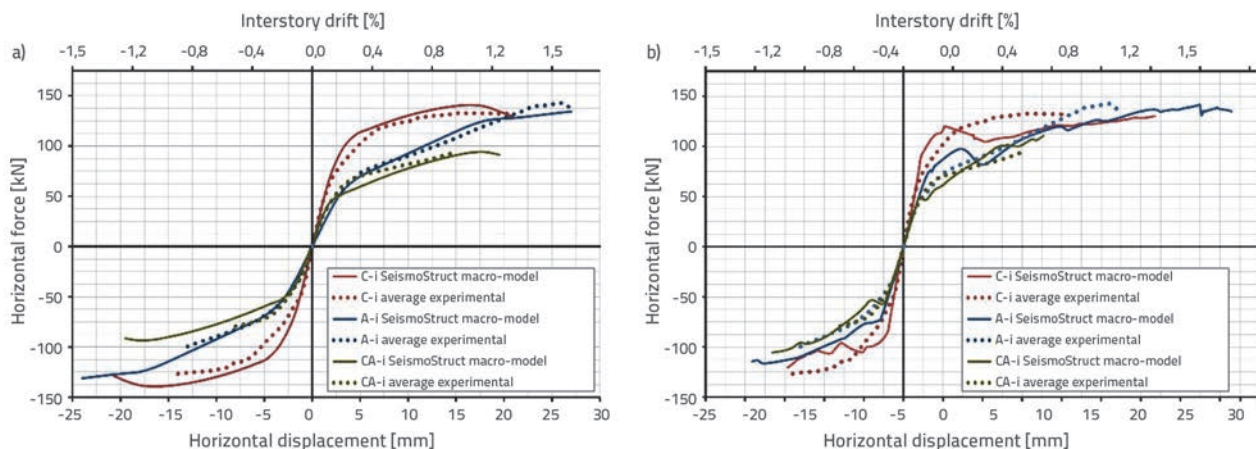 Interstory drift [%]
a)
-1,5 -1,2 -0,8 -0,4 0,0 0,4 0,8 1,2 1,5
Horizontal force [kN]
150
100
50
0
-50
-100
-150
C-i SeismoStruct macro-model
C-i average experimental
A-i SeismoStruct macro-model
A-i average experimental
CA-i SeismoStruct macro-model
CA-i average experimental
-25 -20 -15 -10 -5 0 5 10 15 20 25 30
Horizontal displacement [mm]
Interstory drift [%]
b)
-1,5 -1,2 -0,8 -0,4 0,0 0,4 0,8 1,2 1,5
Horizontal force [kN]
150
100
50
0
-50
-100
-150
C-i SeismoStruct macro-model
C-i average experimental
A-i SeismoStruct macro-model
A-i average experimental
CA-i SeismoStruct macro-model
CA-i average experimental
-25 -20 -15 -10 -5 0 5 10 15 20 25 30
Horizontal displacement [mm]